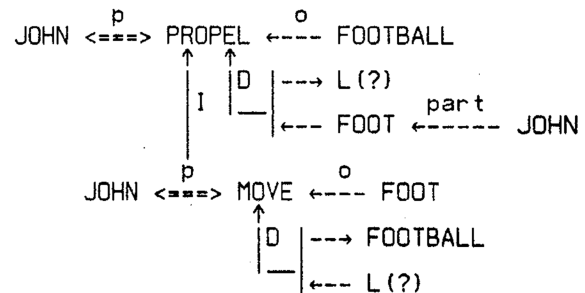 p o
JOHN <===> PROPEL <--- FOOTBALL
D ---> L(?)
I part
<--- FOOT <------- JOHN
p o
JOHN <===> MOVE <--- FOOT
D ---> FOOTBALL
<--- L(?)